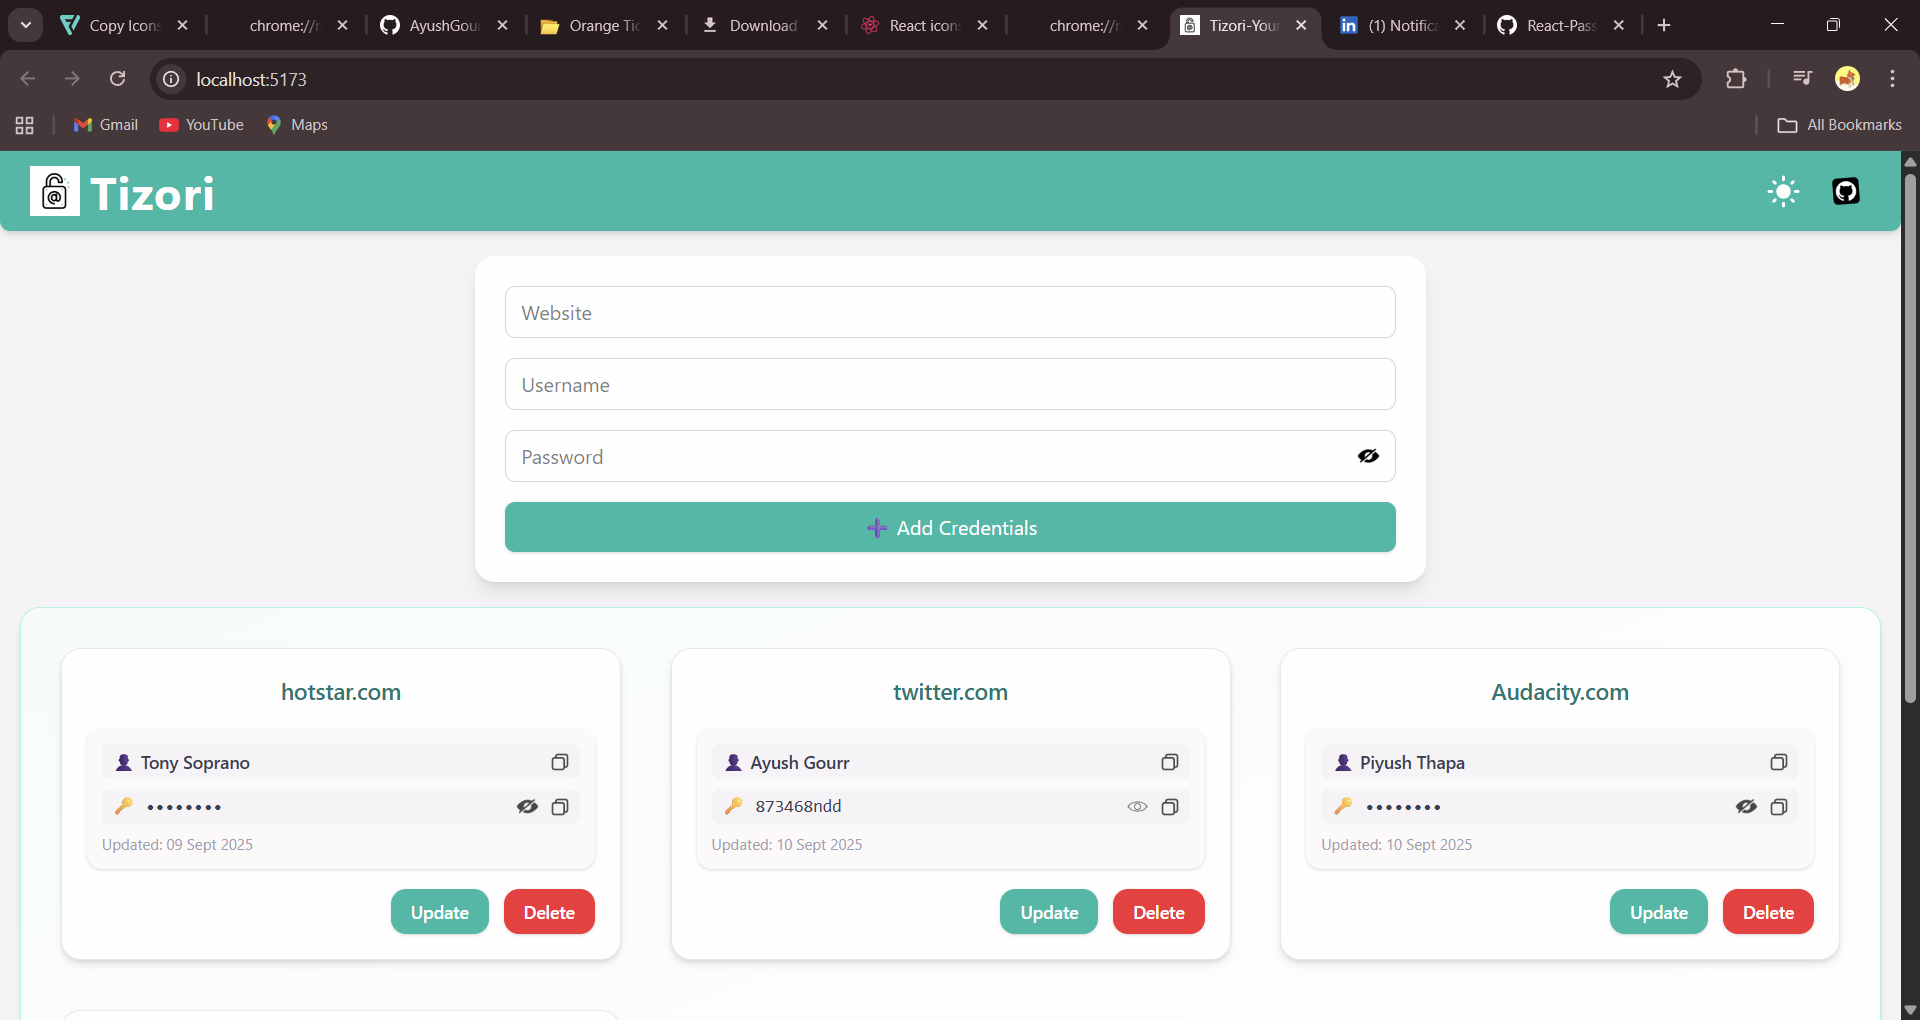 Copy Icons
chrome://
AyushGour
Orange Tic
Download
React icons
chrome://
Tizori-Your
(1) Notific
React-Pass
localhost:5173
Gmail
YouTube
Maps
All Bookmarks
@ Tizori
Website
Username
Password
Add Credentials
hotstar.com
Tony Soprano
••••••••
Updated: 09 Sept 2025
Update
Delete
twitter.com
Ayush Gourr
873468ndd
Updated: 10 Sept 2025
Update
Delete
Audacity.com
Piyush Thapa
••••••••
Updated: 10 Sept 2025
Update
Delete